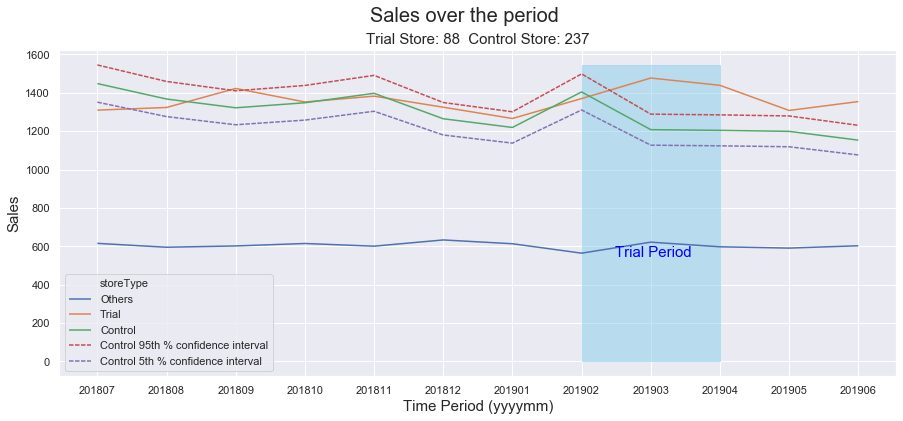 Sales over the period
Trial Store: 88  Control Store: 237
1600
1400
1200
1000
800
600
400
200
0
Sales
Trial Period
storeType
Others
Trial
Control
Control 95th % confidence interval
Control 5th % confidence interval
201807 201808 201809 201810 201811 201812 201901 201902 201903 201904 201905 201906
Time Period (yyyymm)